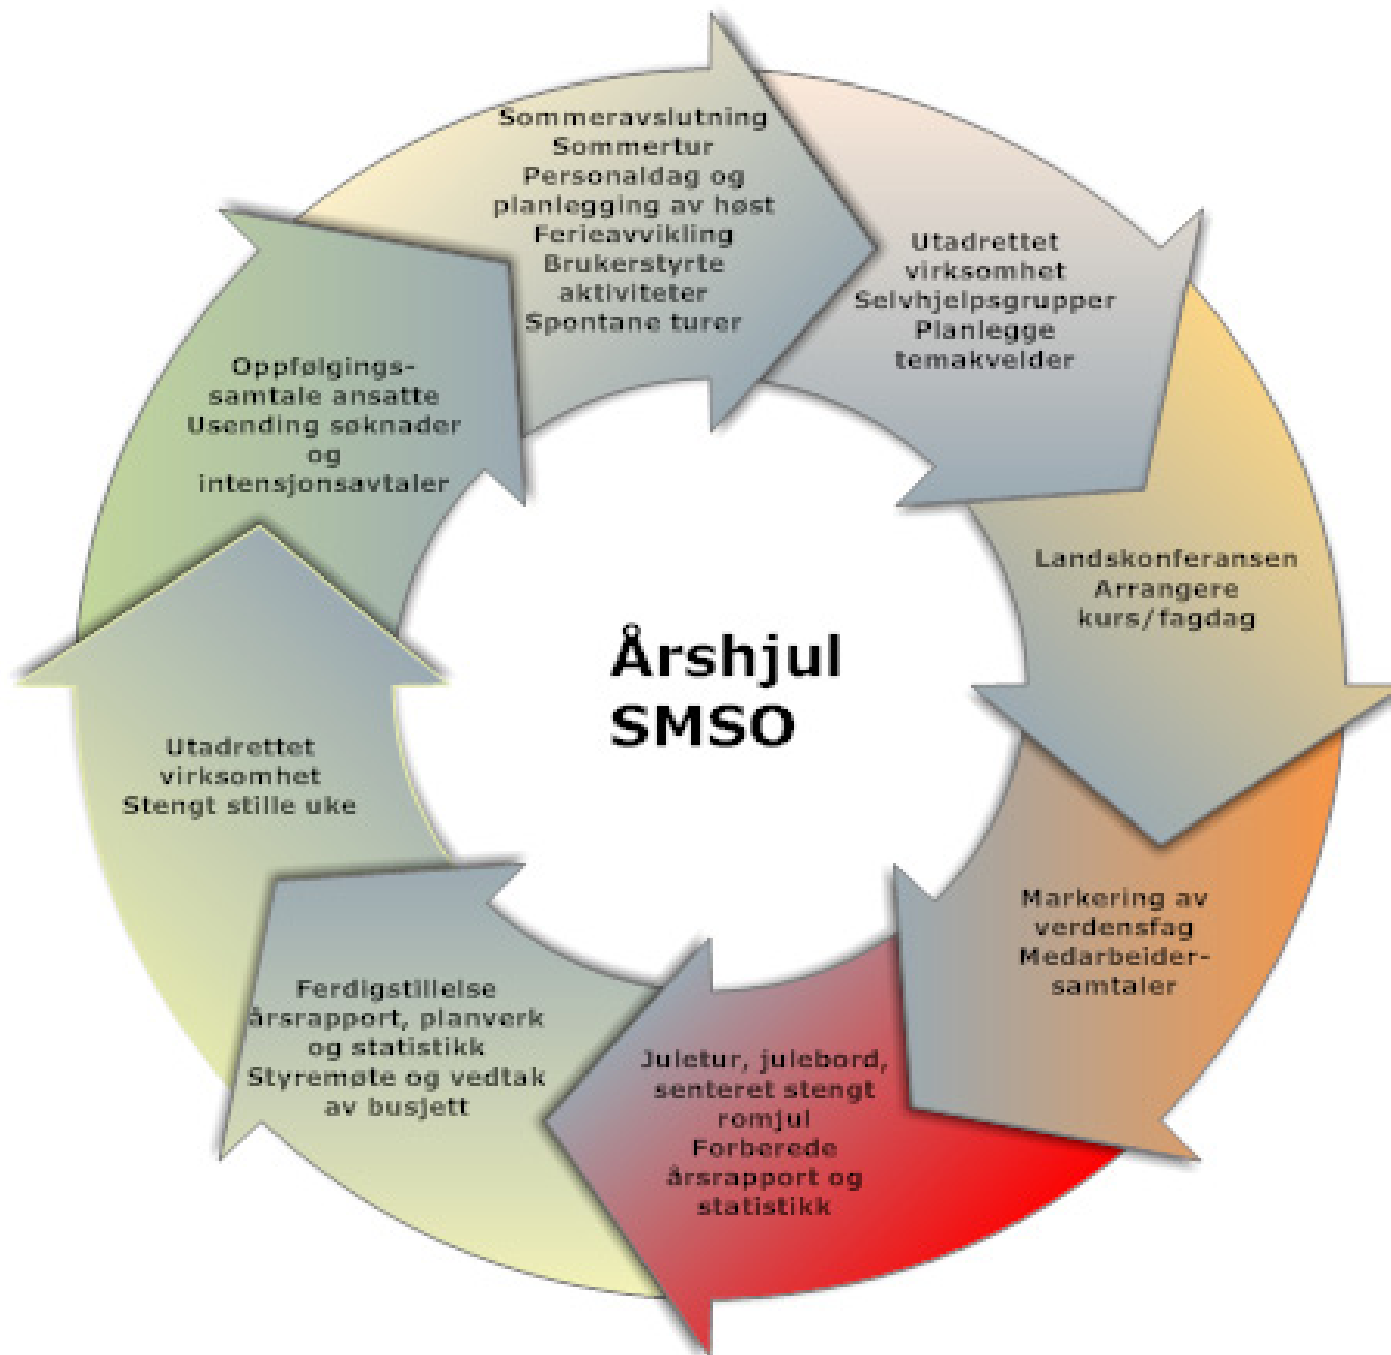 Sommeravslutning
Sommertur
Personaldag og
planlegging av høst
Ferieavvikling
Brukerstyrte
aktiviteter
Spontane turer
Utadrettet
virksomhet
Selvhjelpsgrupper
Planlegge
temakvelder
Landskonferansen
Arrangere
kurs/fagdag
Markering av
verdensfag
Medarbeider-
samtaler
Juletur, julebord,
senteret stengt
romjul
Forberede
årsrapport og
statistikk
Ferdigstillelse
årsrapport, planverk
og statistikk
Styremøte og vedtak
av busjett
Utadrettet
virksomhet
Stengt stille uke
Oppfølgings-
samtale ansatte
Usending søknader
og
intensjonsavtaler
Årshjul
SMSO